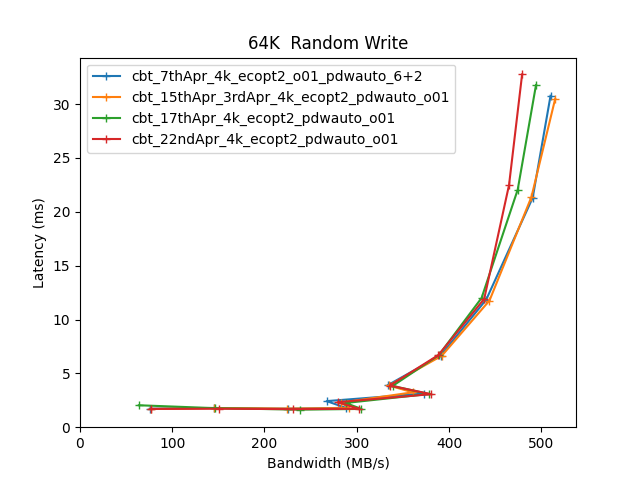 64K  Random Write
cbt_7thApr_4k_ecopt2_o01_pdwauto_6+2
cbt_15thApr_3rdApr_4k_ecopt2_pdwauto_o01
cbt_17thApr_4k_ecopt2_pdwauto_o01
cbt_22ndApr_4k_ecopt2_pdwauto_o01
30
25
20
15
10
5
0
Latency (ms)
0 100 200 300 400 500
Bandwidth (MB/s)